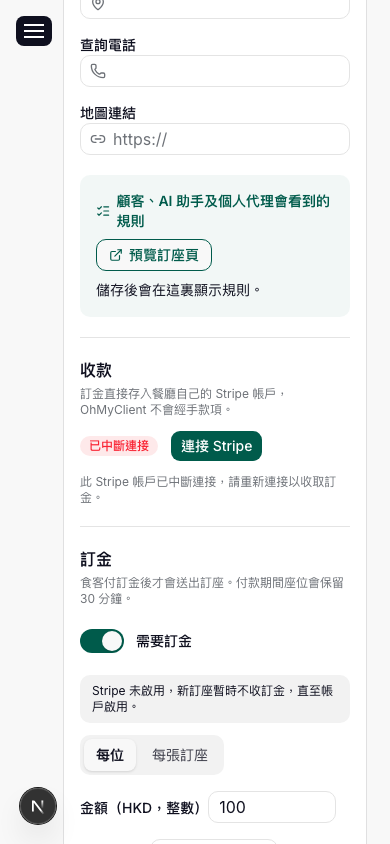 查詢電話
地圖連結
https://
顧客、AI 助手及個人代理會看到的
規則
預覽訂座頁
儲存後會在這裏顯示規則。
收款
訂金直接存入餐廳自己的 Stripe 帳戶，
OhMyClient 不會經手款項。
已中斷連接
連接 Stripe
此 Stripe 帳戶已中斷連接，請重新連接以收取訂
金。
訂金
食客付訂金後才會送出訂座。付款期間座位會保留
30 分鐘。
需要訂金
Stripe 未啟用，新訂座暫時不收訂金，直至帳
戶啟用。
每位
每張訂座
金額（HKD，整數）
100
N